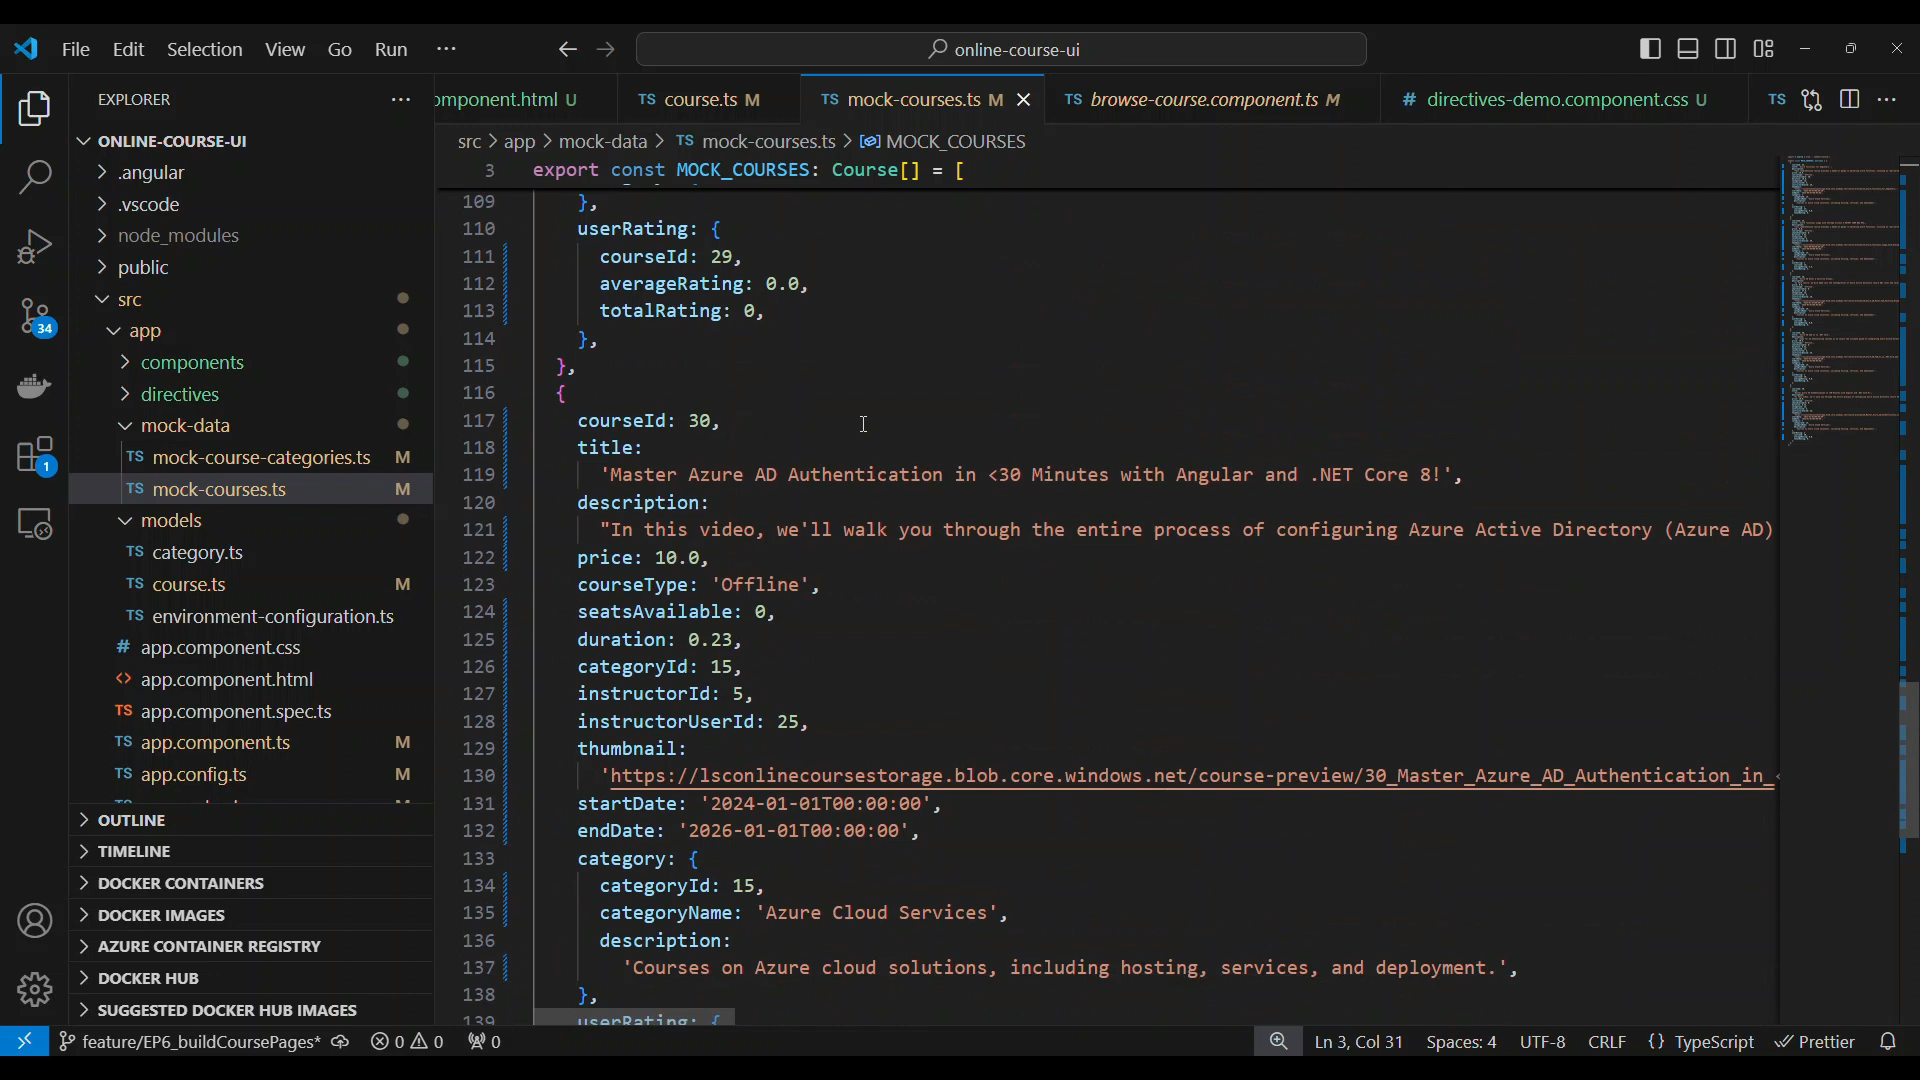 File Edit Selection View Go Run ··· online-course-ui
EXPLORER ···
omponent.html U TS course.ts M TS mock-courses.ts M TS browse-course.component.ts M # directives-demo.component.css U TS ···
src > app > mock-data > TS mock-courses.ts > MOCK_COURSES
3 export const MOCK_COURSES: Course[] = [
109 },
110 userRating: {
111 courseId: 29,
112 averageRating: 0.0,
113 totalRating: 0,
114 },
115 },
116 {
117 courseId: 30,
118 title:
119 'Master Azure AD Authentication in <30 Minutes with Angular and .NET Core 8!',
120 description:
121 "In this video, we'll walk you through the entire process of configuring Azure Active Directory (Azure AD)
122 price: 10.0,
123 courseType: 'Offline',
124 seatsAvailable: 0,
125 duration: 0.23,
126 categoryId: 15,
127 instructorId: 5,
128 instructorUserId: 25,
129 thumbnail:
130 'https://lsconlinecoursestorage.blob.core.windows.net/course-preview/30_Master_Azure_AD_Authentication_in_
131 startDate: '2024-01-01T00:00:00',
132 endDate: '2026-01-01T00:00:00',
133 category: {
134 categoryId: 15,
135 categoryName: 'Azure Cloud Services',
136 description:
137 'Courses on Azure cloud solutions, including hosting, services, and deployment.',
138 },
139 userRating: {
ONLINE-COURSE-UI
.angular
.vscode
node_modules
public
src
app
components
directives
mock-data
TS mock-course-categories.ts M
TS mock-courses.ts M
models
TS category.ts
TS course.ts M
TS environment-configuration.ts
# app.component.css
<> app.component.html
TS app.component.spec.ts
TS app.component.ts M
TS app.config.ts M
OUTLINE
TIMELINE
DOCKER CONTAINERS
DOCKER IMAGES
AZURE CONTAINER REGISTRY
DOCKER HUB
SUGGESTED DOCKER HUB IMAGES
34
1
feature/EP6_buildCoursePages* 0 0 0 Ln 3, Col 31 Spaces: 4 UTF-8 CRLF {} TypeScript Prettier